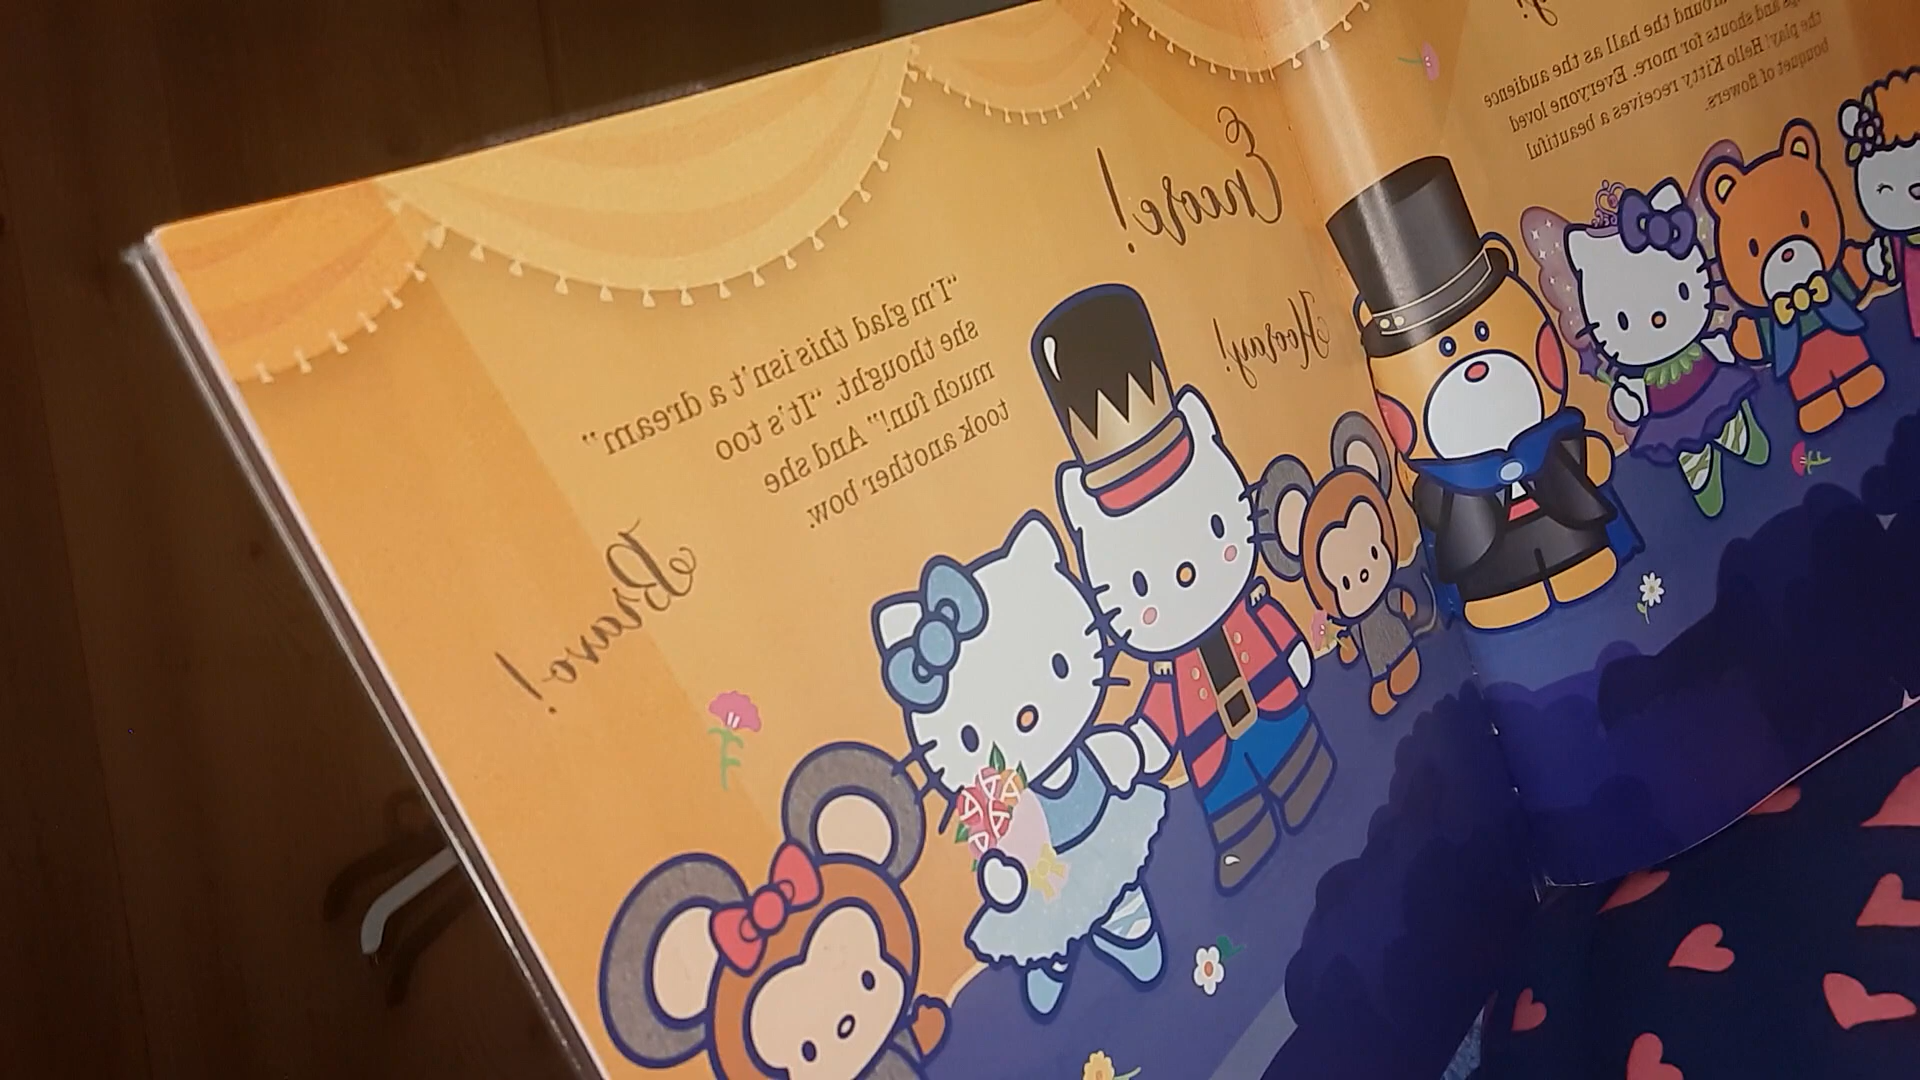 the hall as the audience
and shouts for more. Everyone loved
the play! Hello Kitty receives a beautiful
bouquet of flowers.
Encore!
Hooray!
“I'm glad this isn't a dream”
she thought. “It's too
much fun!” And she
took another bow.
Bravo!